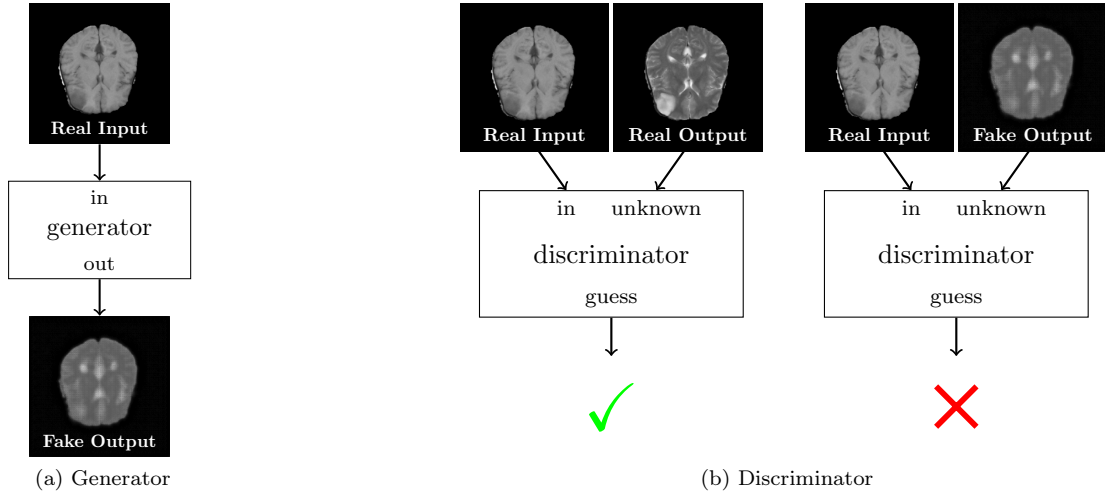 Real Input
in
generator
out
Fake Output
(a) Generator
Real Input
Real Output
in unknown
discriminator
guess
Real Input
Fake Output
in unknown
discriminator
guess
(b) Discriminator